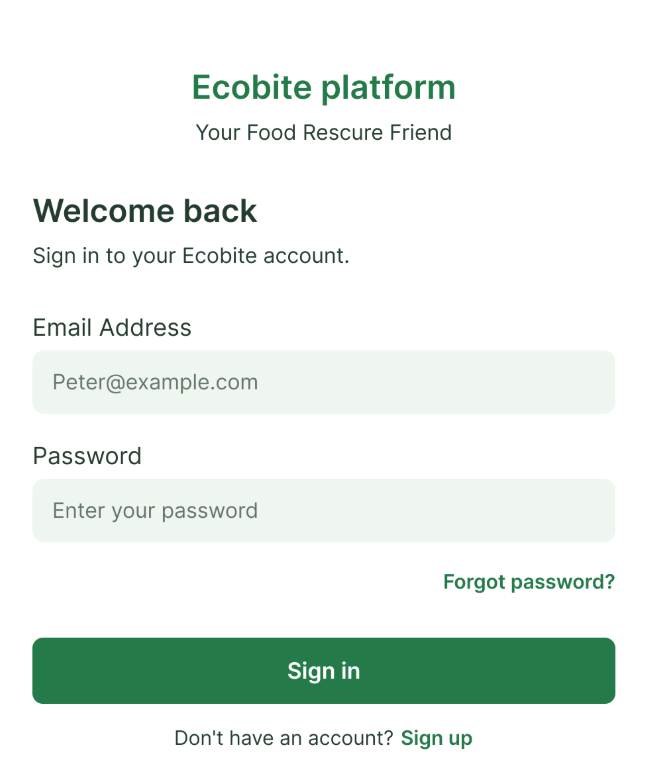 Ecobite platform
Your Food Rescure Friend
Welcome back
Sign in to your Ecobite account.
Email Address
Peter@example.com
Password
Enter your password
Forgot password?
Sign in
Don't have an account? Sign up